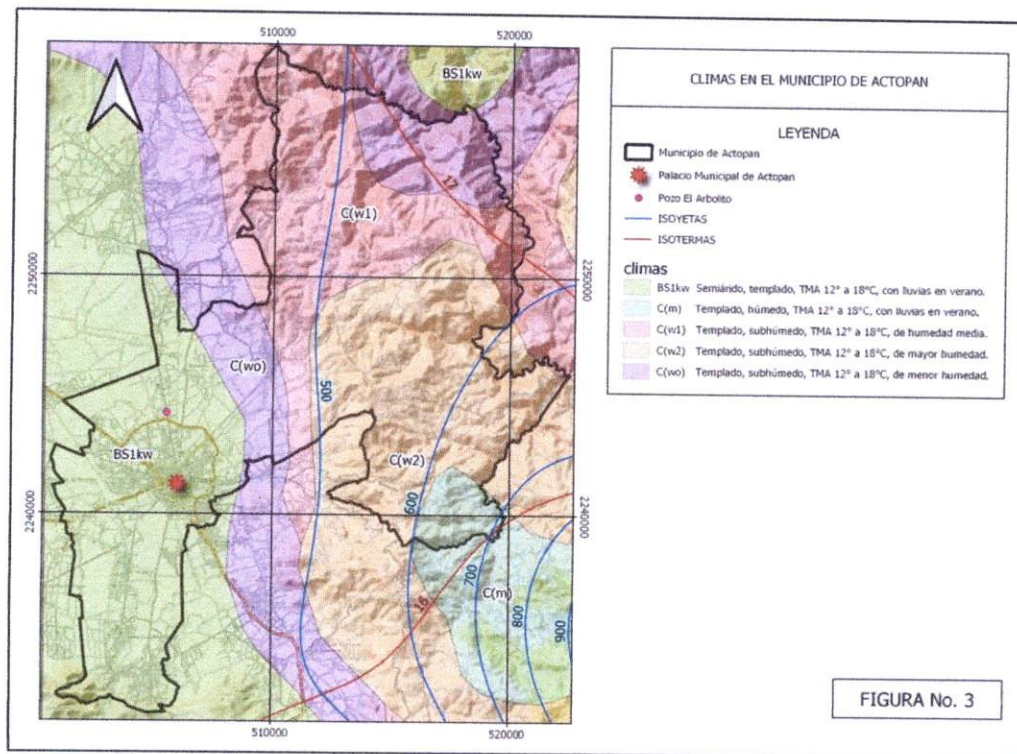 510000
520000
CLIMAS EN EL MUNICIPIO DE ACTOPAN
LEYENDA
Municipio de Actopan
Palacio Municipal de Actopan
Pozo El Arbolito
ISOYETAS
ISOTERMAS
climas
BS1kw Semiárido, templado, TMA 12° a 18°C, con lluvias en verano.
C(m) Templado, húmedo, TMA 12° a 18°C, con lluvias en verano.
C(w1) Templado, subhúmedo, TMA 12° a 18°C, de humedad media.
C(w2) Templado, subhúmedo, TMA 12° a 18°C, de mayor humedad.
C(wo) Templado, subhúmedo, TMA 12° a 18°C, de menor humedad.
BS1kw
17
C(w1)
2250000
2250000
C(wo)
500
BS1kw
C(w2)
600
2240000
2240000
700
C(m)
16
800
900
510000
520000
FIGURA No. 3